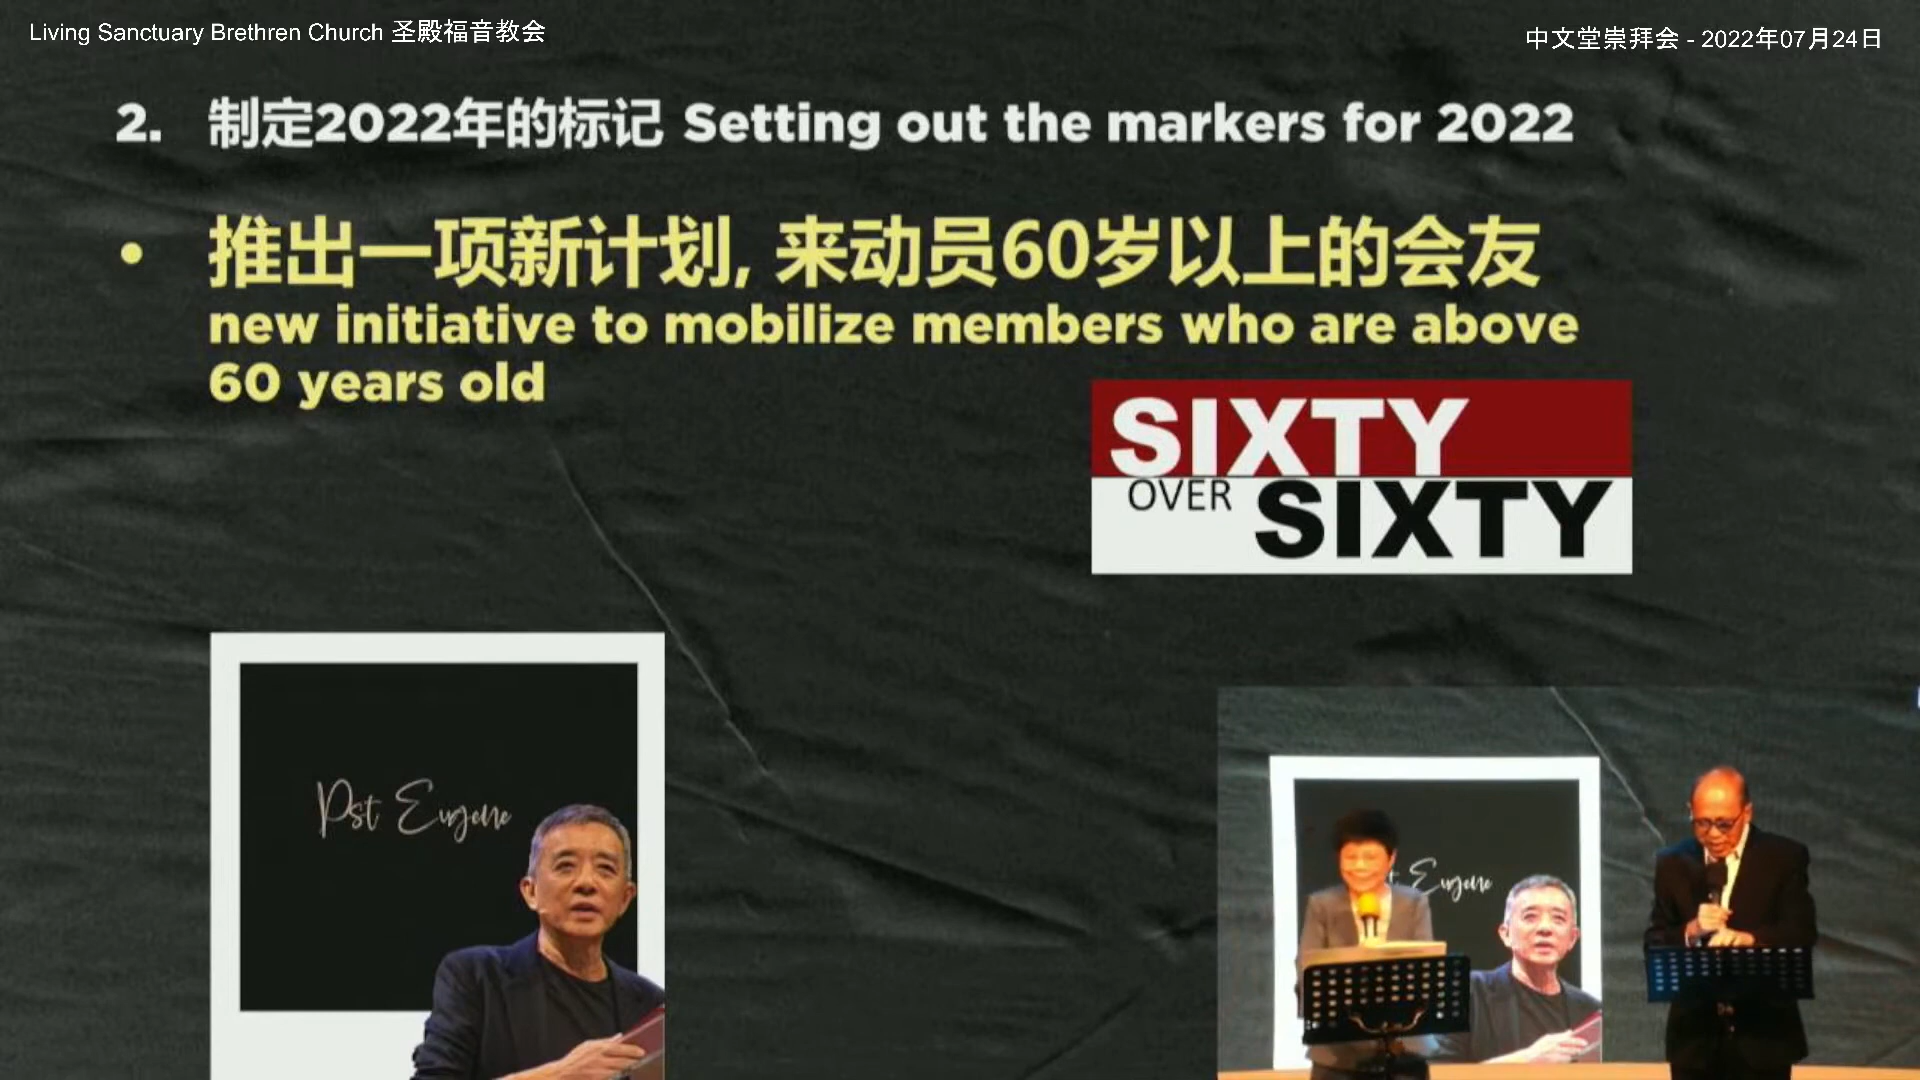 Living Sanctuary Brethren Church 圣殿福音教会
中文堂崇拜会 - 2022年07月24日
2. 制定2022年的标记 Setting out the markers for 2022
• 推出一项新计划, 来动员60岁以上的会友
new initiative to mobilize members who are above
60 years old
SIXTY
OVER SIXTY
Pst Eugene
Eugene